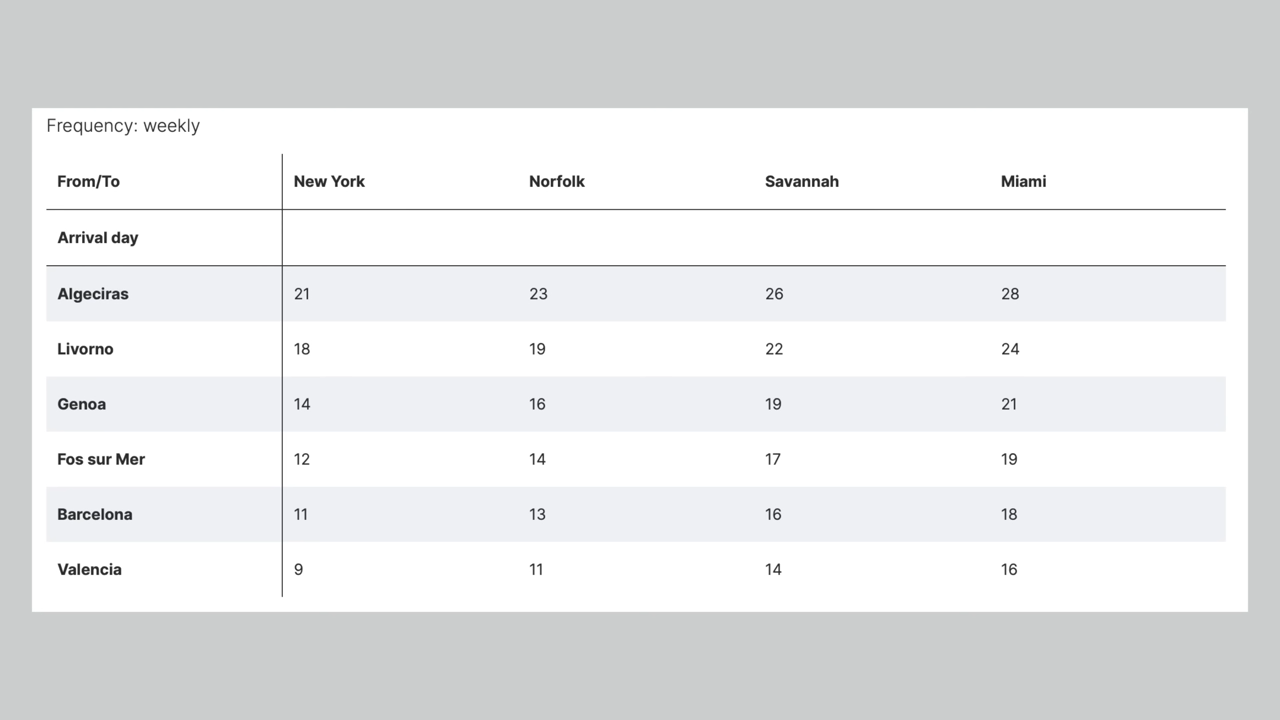 Frequency: weekly
From/To New York Norfolk Savannah Miami
Arrival day
Algeciras 21 23 26 28
Livorno 18 19 22 24
Genoa 14 16 19 21
Fos sur Mer 12 14 17 19
Barcelona 11 13 16 18
Valencia 9 11 14 16